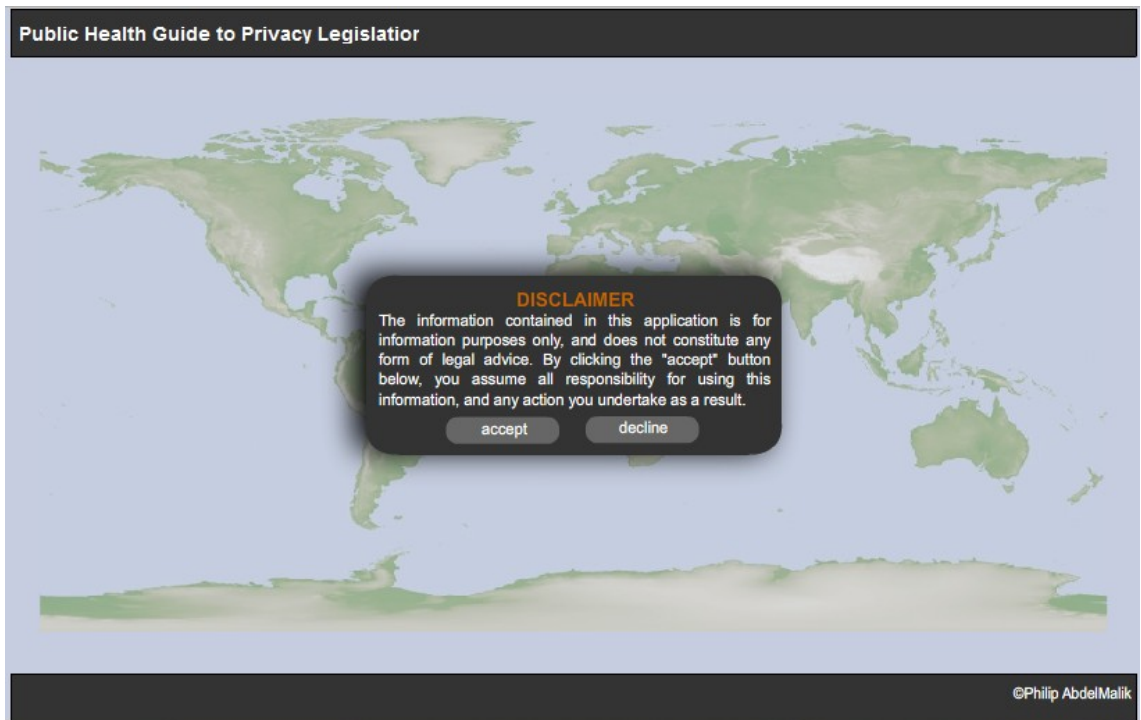 Public Health Guide to Privacy Legislation
DISCLAIMER
The information contained in this application is for
information purposes only, and does not constitute any
form of legal advice. By clicking the "accept" button
below, you assume all responsibility for using this
information, and any action you undertake as a result.
accept
decline
©Philip AbdelMalik